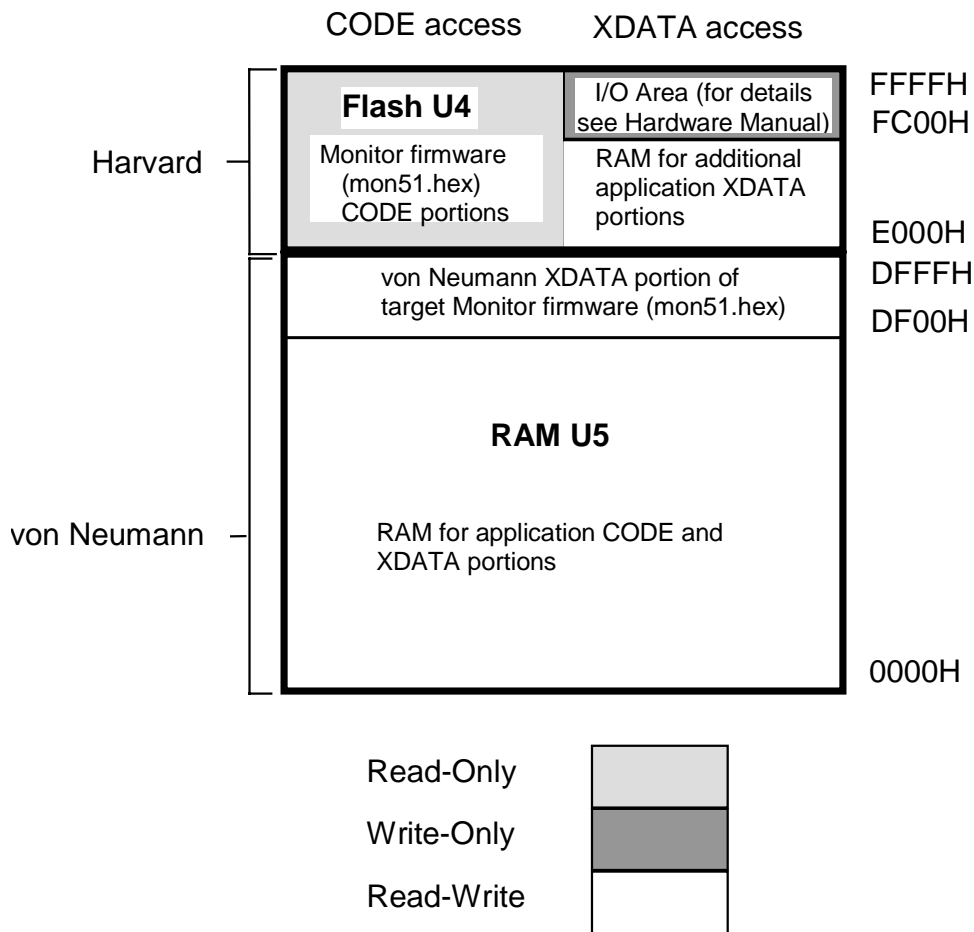 CODE access
XDATA access
FFFFH
FC00H
Harvard
Flash U4
Monitor firmware
(mon51.hex)
CODE portions
I/O Area (for details
see Hardware Manual)
RAM for additional
application XDATA
portions
E000H
DFFFH
DF00H
von Neumann XDATA portion of
target Monitor firmware (mon51.hex)
RAM U5
von Neumann
RAM for application CODE and
XDATA portions
0000H
Read-Only
Write-Only
Read-Write